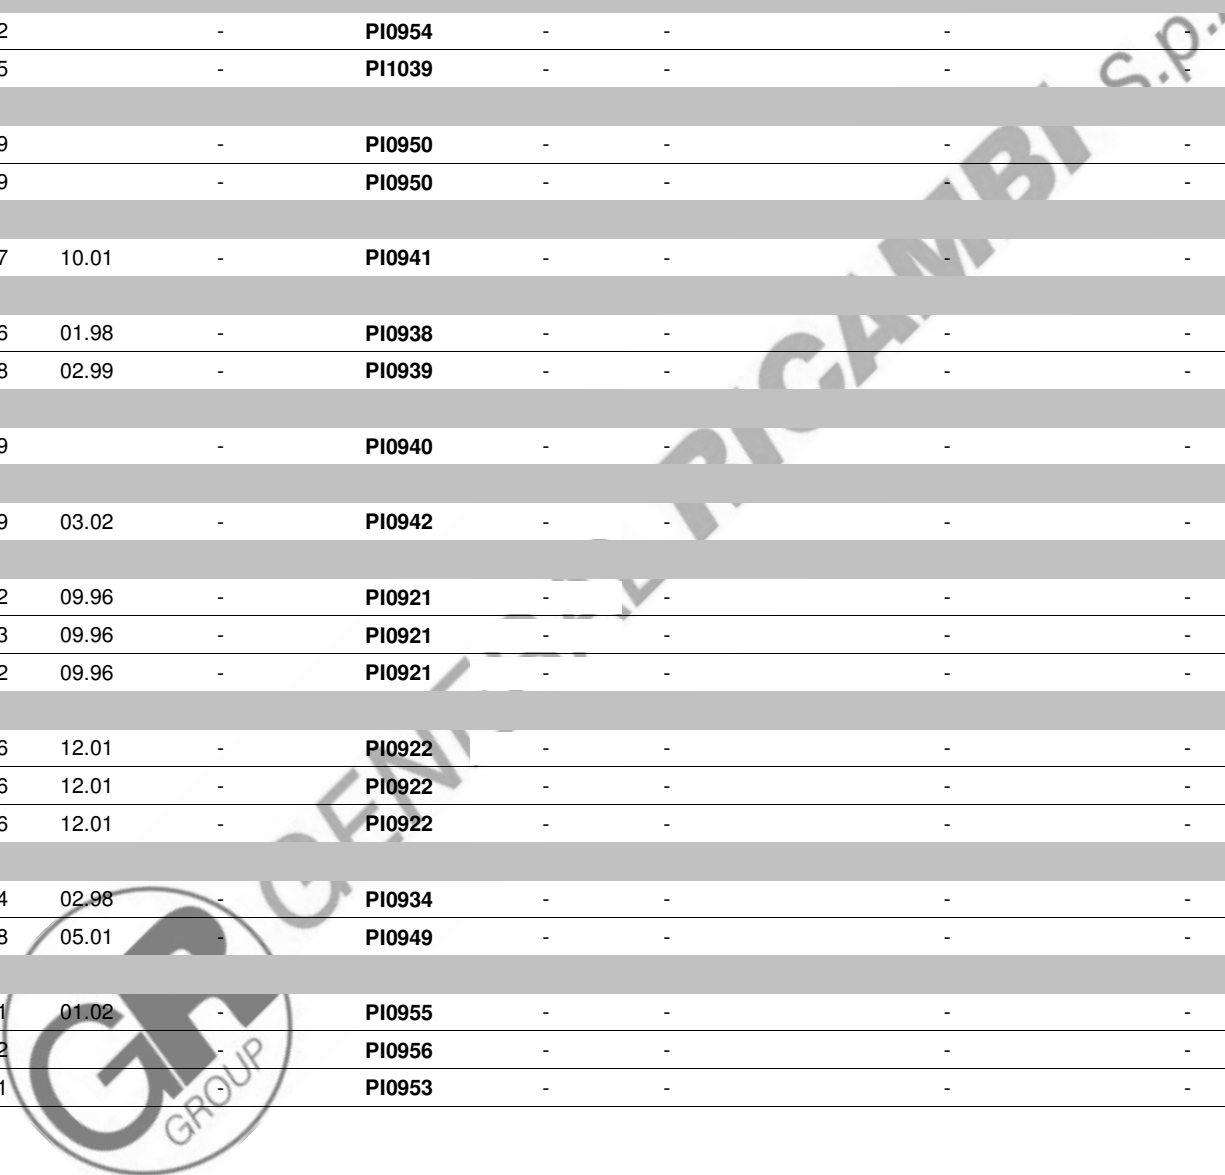 2 - PI0954 - - - -
5 - PI1039 - - - -
9 - PI0950 - - - -
9 - PI0950 - - - -
7 10.01 - PI0941 - - - -
6 01.98 - PI0938 - - - -
8 02.99 - PI0939 - - - -
9 - PI0940 - - - -
9 03.02 - PI0942 - - - -
2 09.96 - PI0921 - - - -
3 09.96 - PI0921 - - - -
2 09.96 - PI0921 - - - -
6 12.01 - PI0922 - - - -
6 12.01 - PI0922 - - - -
6 12.01 - PI0922 - - - -
4 02.98 - PI0934 - - - -
8 05.01 - PI0949 - - - -
1 01.02 - PI0955 - - - -
2 - PI0956 - - - -
1 - PI0953 - - - -
RICAMBI s.p.
GR
GROUP